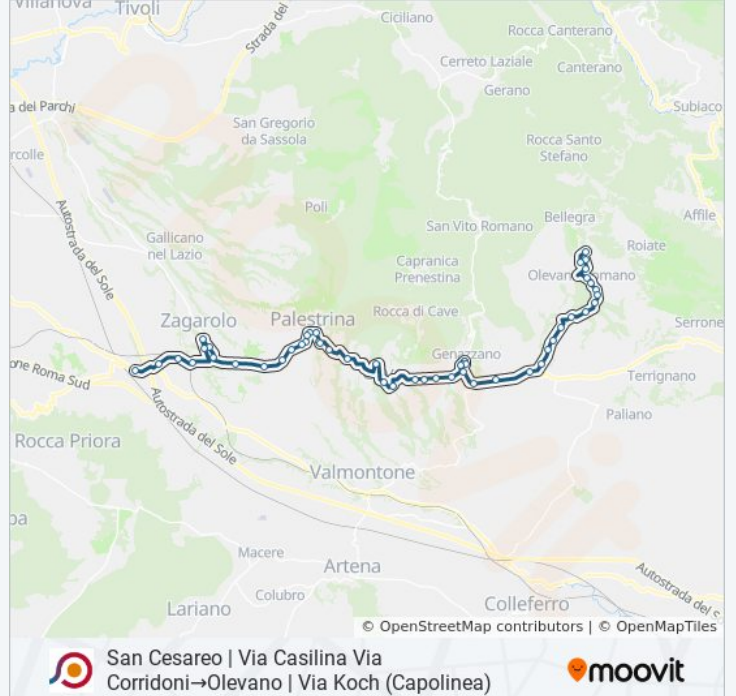 Villanova
Tivoli
Ciciliano
Strada dei
Rocca Canterano
Cerreto Laziale
Canterano
Gerano
a dei Parchi
Subiaco
San Gregorio
da Sassola
Rocca Santo
Stefano
rcolle
Poli
Bellegra
Affile
Autostrada del Sole
San Vito Romano
Gallicano
nel Lazio
Roiate
Capranica
Prenestina
Olevano Romano
Rocca di Cave
Zagarolo
Palestrina
Serrone
Genazzano
one Roma Sud
Terrignano
Autostrada del Sole
Paliano
Rocca Priora
Valmontone
pa
Macere
Artena
Colubro
Autostrada del S
Lariano
Colleferro
© OpenStreetMap contributors | © OpenMapTiles
San Cesareo | Via Casilina Via
Corridoni→Olevano | Via Koch (Capolinea)
moovit